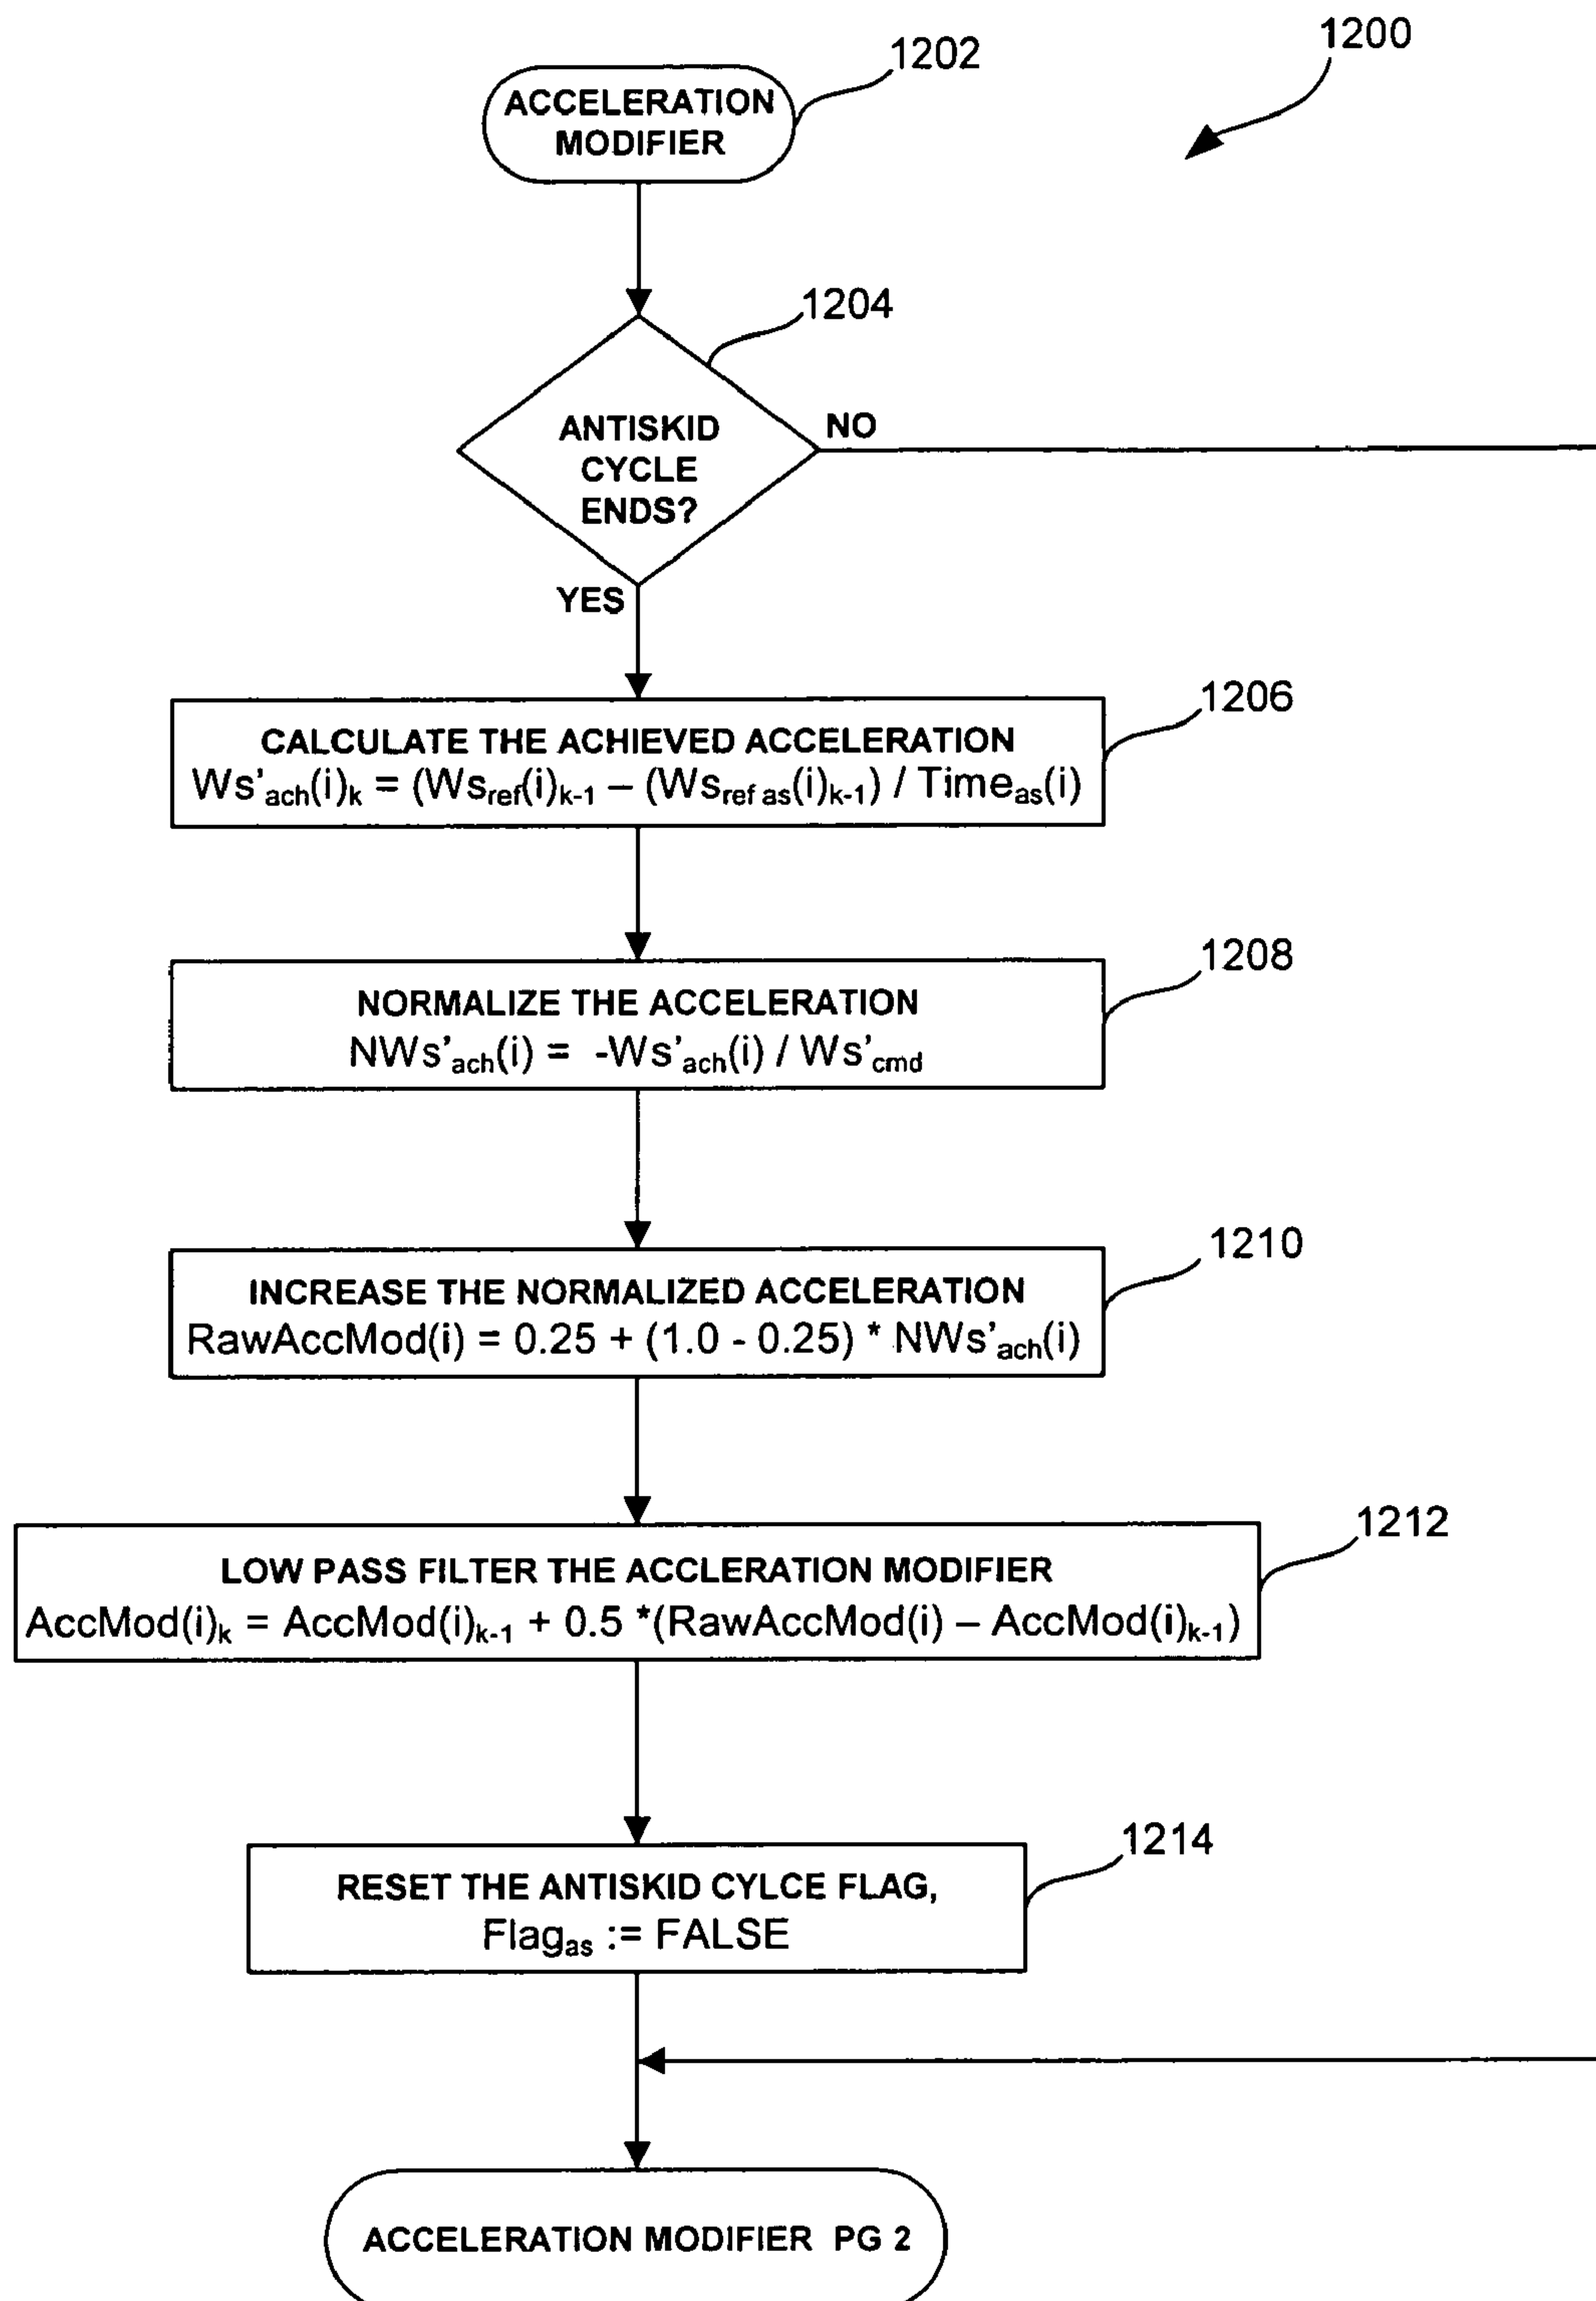 1200
1202
ACCELERATION
MODIFIER
1204
ANTISKID
CYCLE
ENDS?
NO
YES
1206
CALCULATE THE ACHIEVED ACCELERATION
Ws'ach(i)k = (Wsref(i)k-1 – (Wsref as(i)k-1) / Timeas(i)
1208
NORMALIZE THE ACCELERATION
NWs'ach(i) = -Ws'ach(i) / Ws'cmd
1210
INCREASE THE NORMALIZED ACCELERATION
RawAccMod(i) = 0.25 + (1.0 - 0.25) * NWs'ach(i)
1212
LOW PASS FILTER THE ACCLERATION MODIFIER
AccMod(i)k = AccMod(i)k-1 + 0.5 *(RawAccMod(i) – AccMod(i)k-1)
1214
RESET THE ANTISKID CYLCE FLAG,
Flagas := FALSE
ACCELERATION MODIFIER PG 2